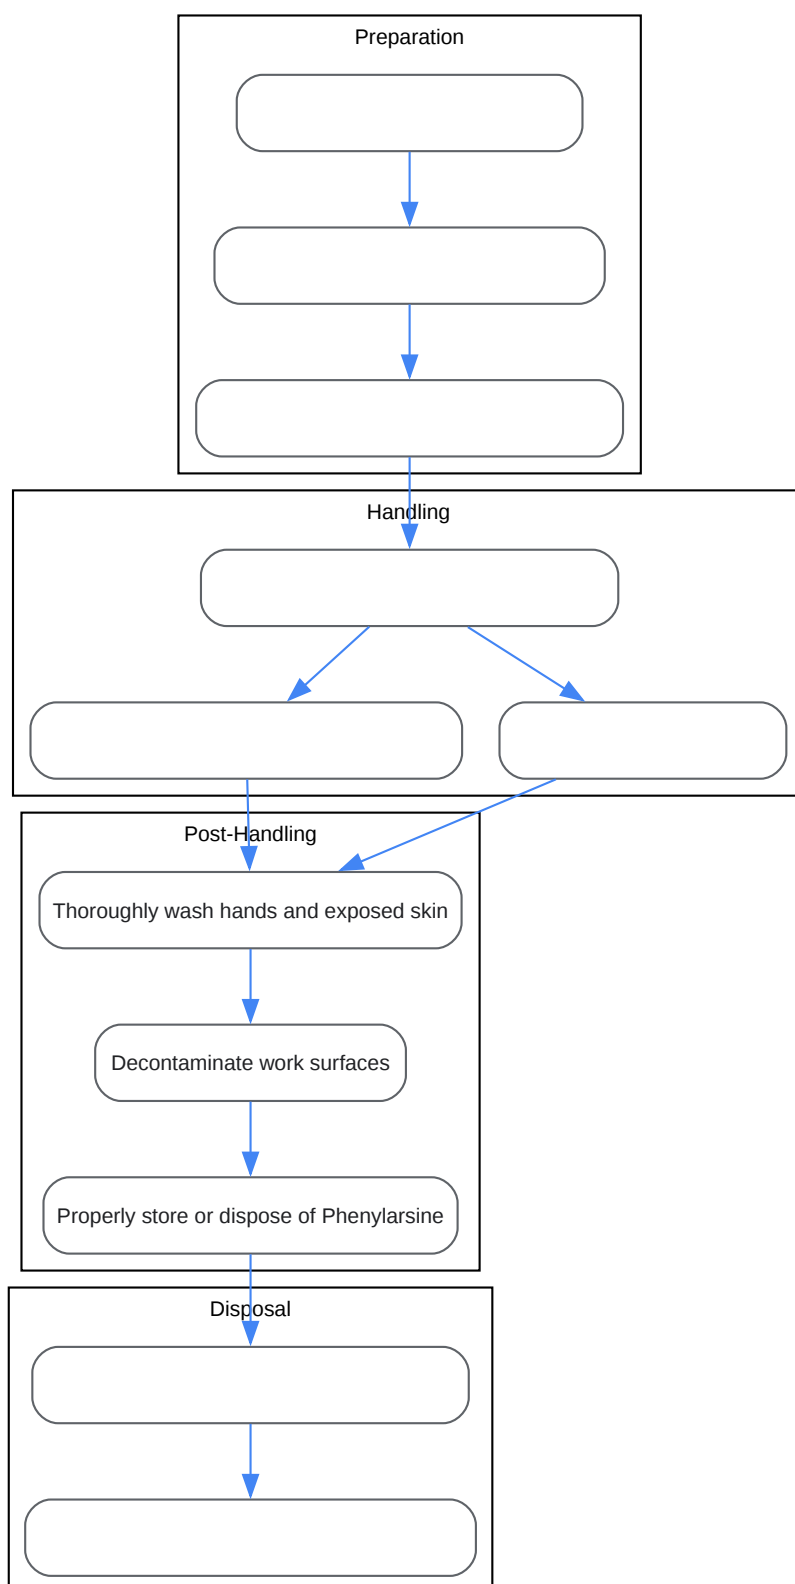 Preparation
Handling
Post-Handling
Thoroughly wash hands and exposed skin
Decontaminate work surfaces
Properly store or dispose of Phenylarsine
Disposal